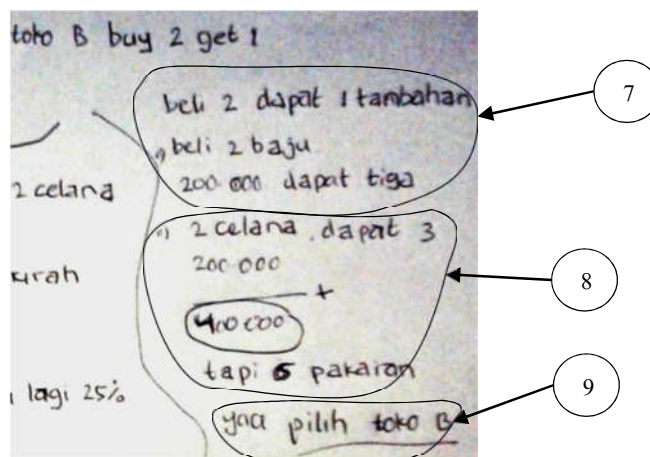 toko B buy 2 get 1
beli 2 dapat 1 tambahan
beli 2 baju
200.000 dapat tiga
2 celana dapat 3
200.000
+
400.000
tapi 6 pakaian
yaa pilih toko B
2 celana
lagi 25%
7
8
9